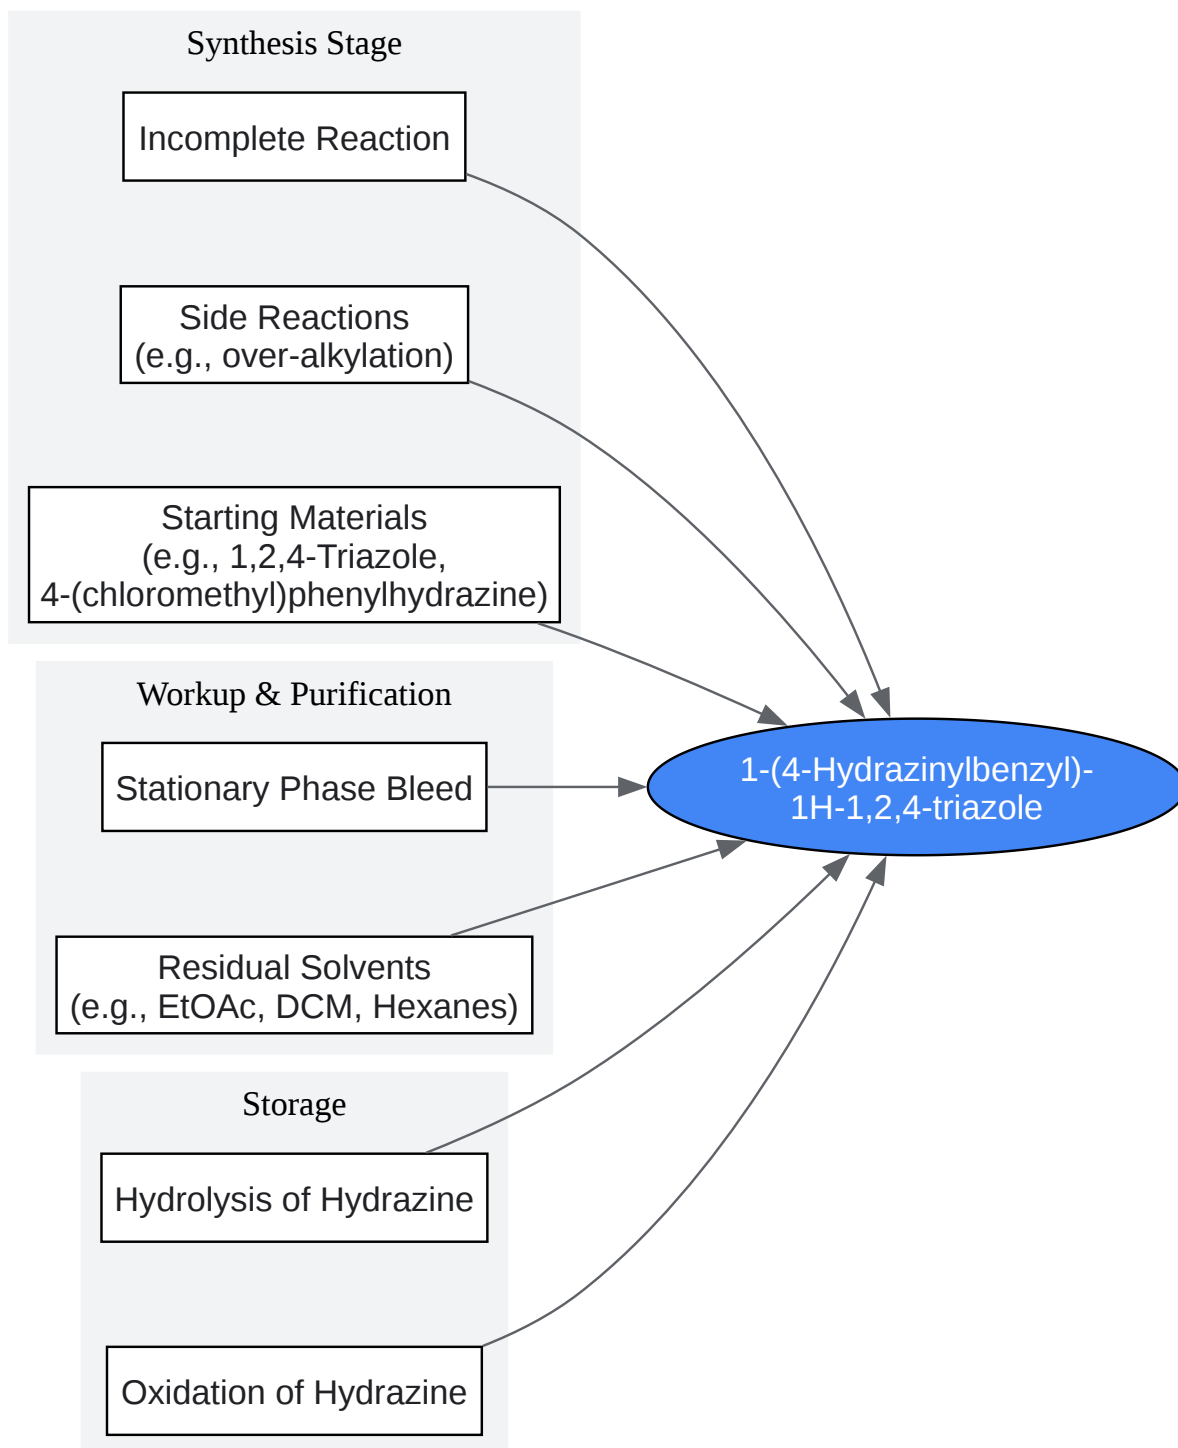 Synthesis Stage
Incomplete Reaction
Side Reactions
(e.g., over-alkylation)
Starting Materials
(e.g., 1,2,4-Triazole,
4-(chloromethyl)phenylhydrazine)
Workup & Purification
Stationary Phase Bleed
Residual Solvents
(e.g., EtOAc, DCM, Hexanes)
Storage
Hydrolysis of Hydrazine
Oxidation of Hydrazine
1-(4-Hydrazinylbenzyl)-
1H-1,2,4-triazole